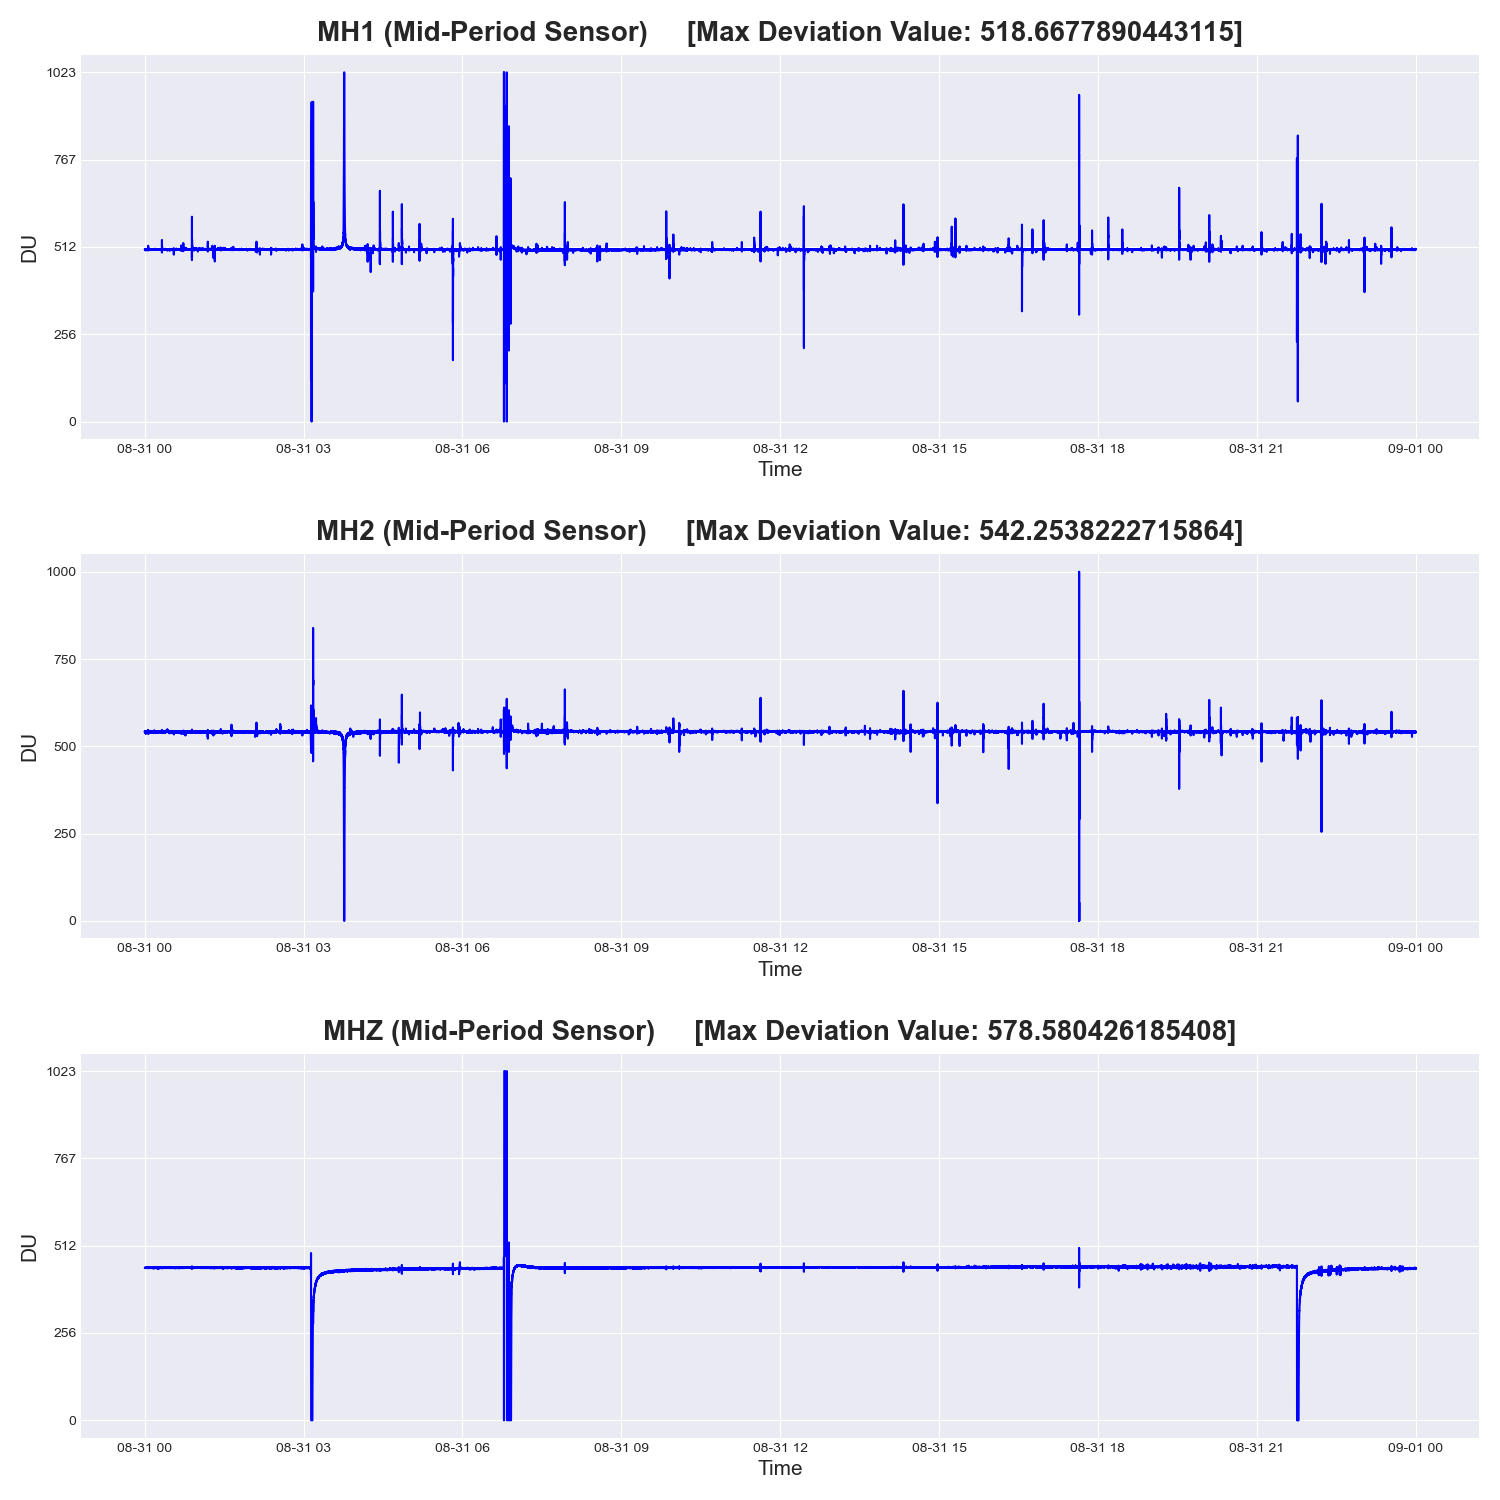 MH1 (Mid-Period Sensor) [Max Deviation Value: 518.6677890443115]
1023
767
512
256
0
DU
08-31 00 08-31 03 08-31 06 08-31 09 08-31 12 08-31 15 08-31 18 08-31 21 09-01 00
Time
MH2 (Mid-Period Sensor) [Max Deviation Value: 542.2538222715864]
1000
750
500
250
0
DU
08-31 00 08-31 03 08-31 06 08-31 09 08-31 12 08-31 15 08-31 18 08-31 21 09-01 00
Time
MHZ (Mid-Period Sensor) [Max Deviation Value: 578.580426185408]
1023
767
512
256
0
DU
08-31 00 08-31 03 08-31 06 08-31 09 08-31 12 08-31 15 08-31 18 08-31 21 09-01 00
Time